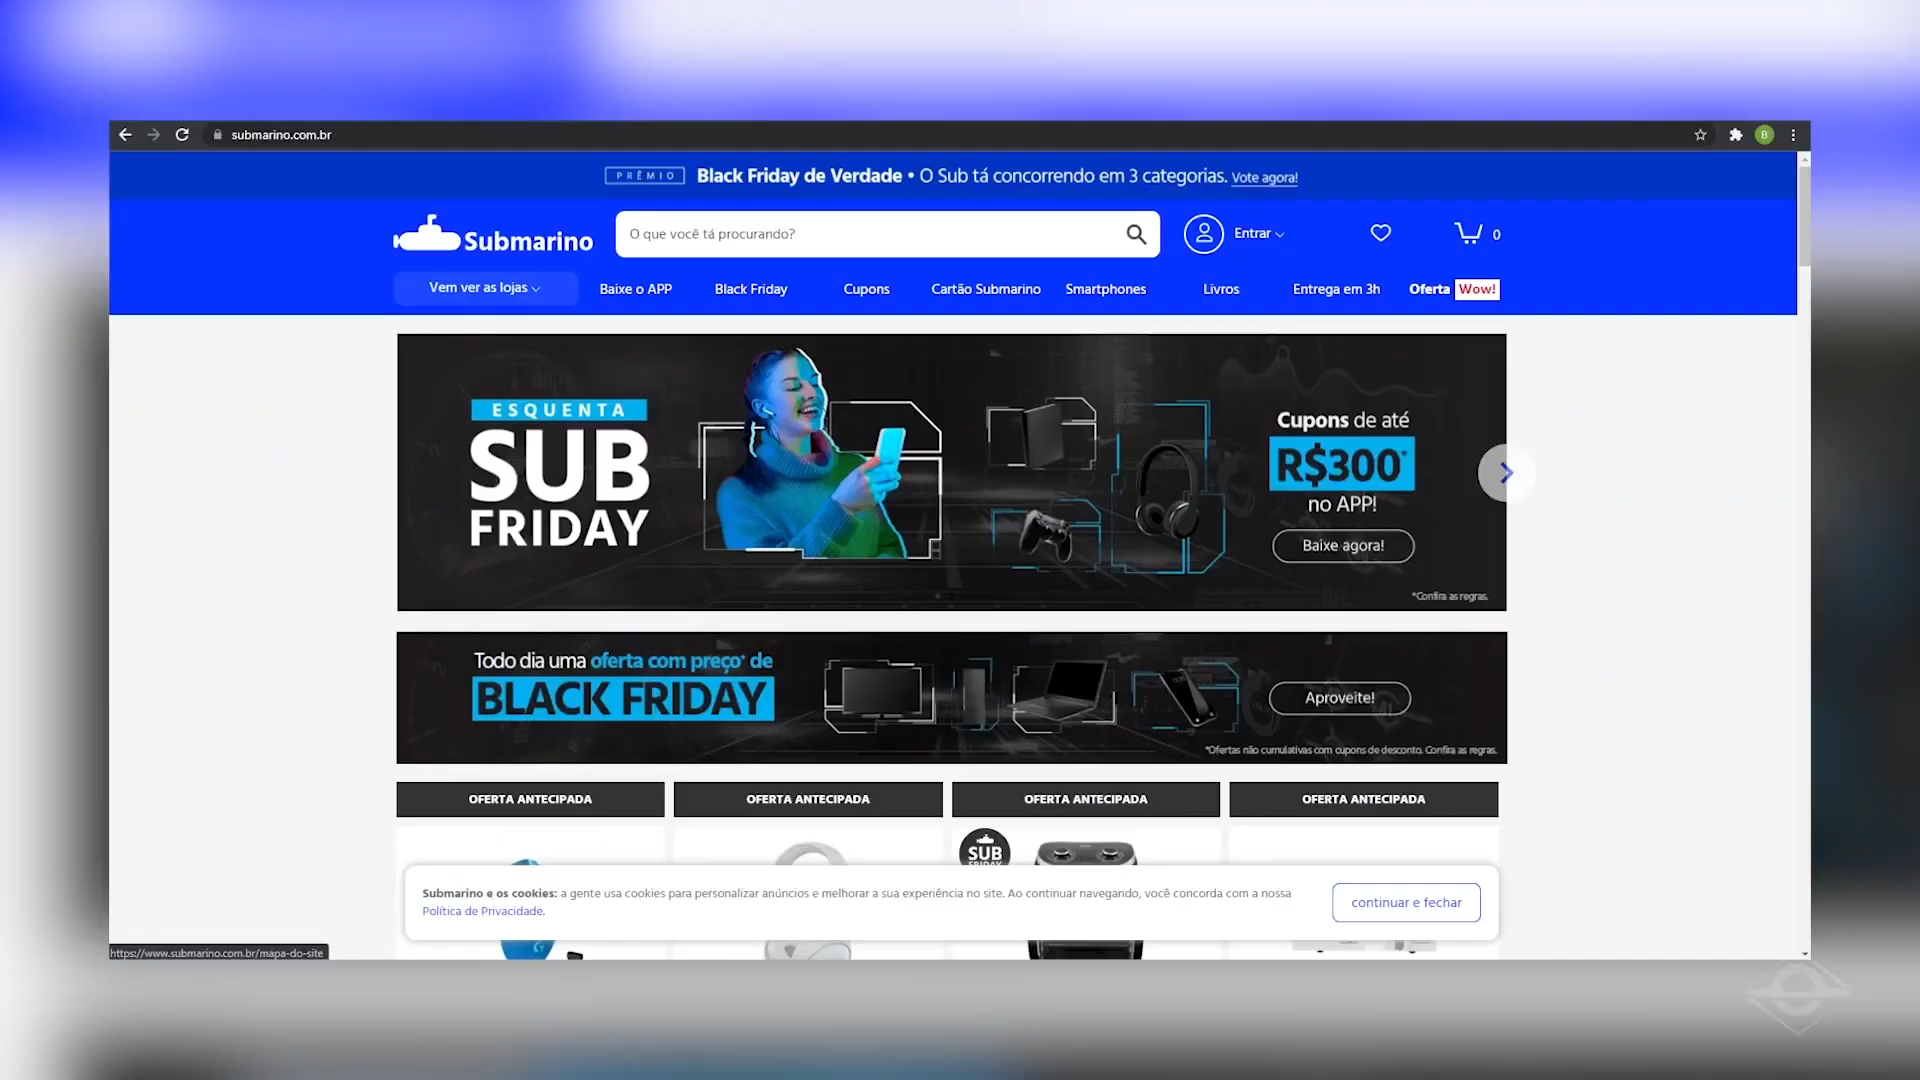 submarino.com.br
B
PRÊMIO Black Friday de Verdade • O Sub tá concorrendo em 3 categorias. Vote agora!
Submarino
O que você tá procurando?
Entrar
0
Vem ver as lojas
Baixe o APP
Black Friday
Cupons
Cartão Submarino
Smartphones
Livros
Entrega em 3h
Oferta Wow!
ESQUENTA
SUB
FRIDAY
Cupons de até
R$300*
no APP!
Baixe agora!
*Confira as regras.
Todo dia uma oferta com preço* de
BLACK FRIDAY
Aproveite!
*Ofertas não cumulativas com cupons de desconto. Confira as regras.
OFERTA ANTECIPADA
OFERTA ANTECIPADA
OFERTA ANTECIPADA
OFERTA ANTECIPADA
SUB
FRIDAY
Submarino e os cookies: a gente usa cookies para personalizar anúncios e melhorar a sua experiência no site. Ao continuar navegando, você concorda com a nossa
Política de Privacidade.
continuar e fechar
https://www.submarino.com.br/mapa-do-site